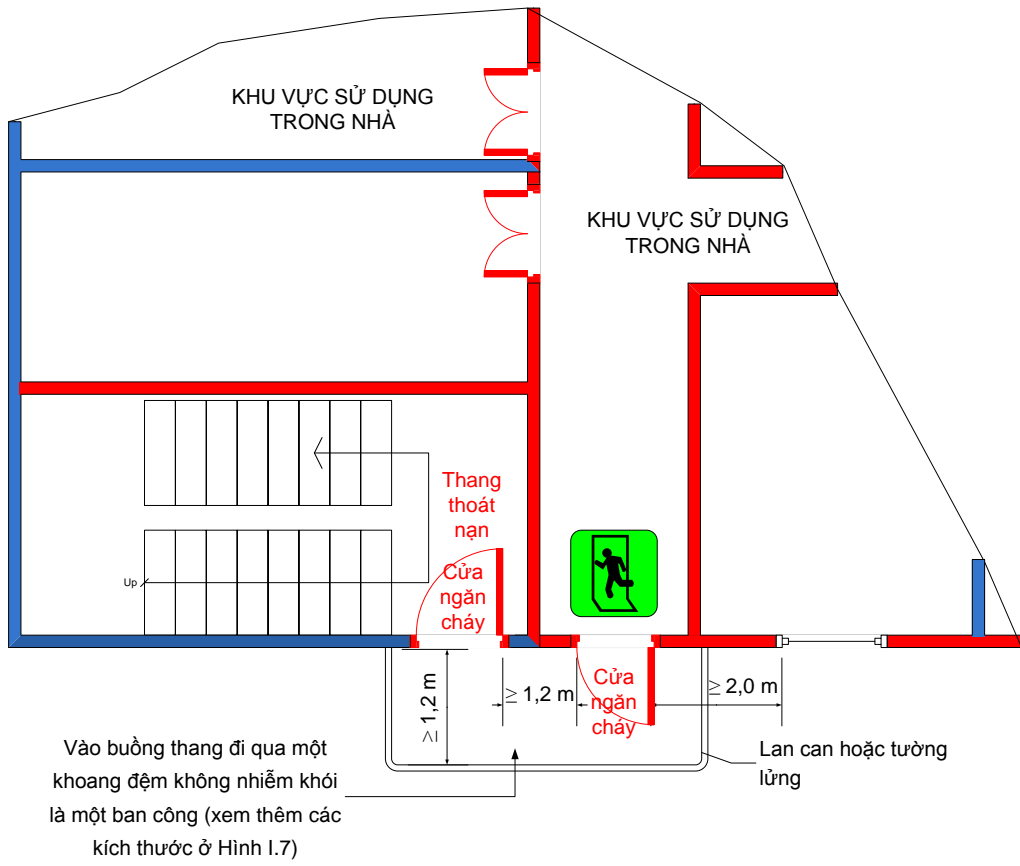 KHU VỰC SỬ DỤNG
TRONG NHÀ
KHU VỰC SỬ DỤNG
TRONG NHÀ
Thang
thoát
nạn
Up
Cửa
ngăn
cháy
≥ 1,2 m
≥ 1,2 m
Cửa
ngăn
cháy
≥ 2,0 m
Vào buồng thang đi qua một
khoang đệm không nhiễm khói
là một ban công (xem thêm các
kích thước ở Hình I.7)
Lan can hoặc tường
lửng